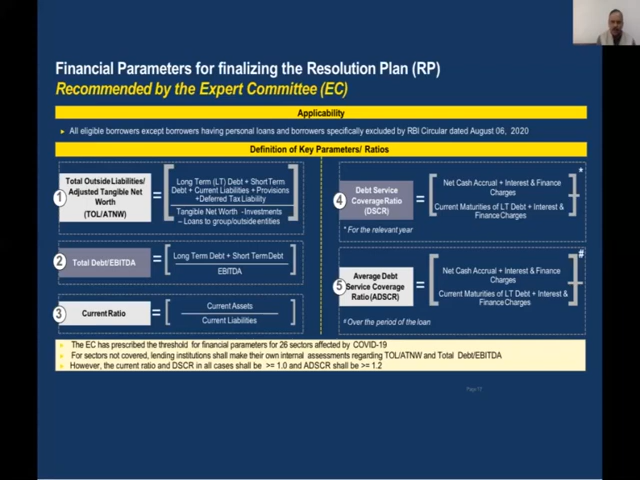 Financial Parameters for finalizing the Resolution Plan (RP)
Recommended by the Expert Committee (EC)
Applicability
➤ All eligible borrowers except borrowers having personal loans and borrowers specifically excluded by RBI Circular dated August 06, 2020
Definition of Key Parameters/ Ratios
1
Total Outside Liabilities/
Adjusted Tangible Net
Worth
(TOL/ATNW)
=
Long Term (LT) Debt + Short Term
Debt + Current Liabilities + Provisions
+Deferred Tax Liability
Tangible Net Worth - Investments
– Loans to group/outside entities
2
Total Debt/EBITDA
=
Long Term Debt + Short Term Debt
EBITDA
3
Current Ratio
=
Current Assets
Current Liabilities
4
Debt Service
Coverage Ratio
(DSCR)
=
Net Cash Accrual + Interest & Finance
Charges
Current Maturities of LT Debt + Interest &
Finance Charges
*
* For the relevant year
5
Average Debt
Service Coverage
Ratio (ADSCR)
=
Net Cash Accrual + Interest & Finance
Charges
Current Maturities of LT Debt + Interest &
Finance Charges
#
# Over the period of the loan
The EC has prescribed the threshold for financial parameters for 26 sectors affected by COVID-19
For sectors not covered, lending institutions shall make their own internal assessments regarding TOL/ATNW and Total Debt/EBITDA
However, the current ratio and DSCR in all cases shall be >= 1.0 and ADSCR shall be >= 1.2